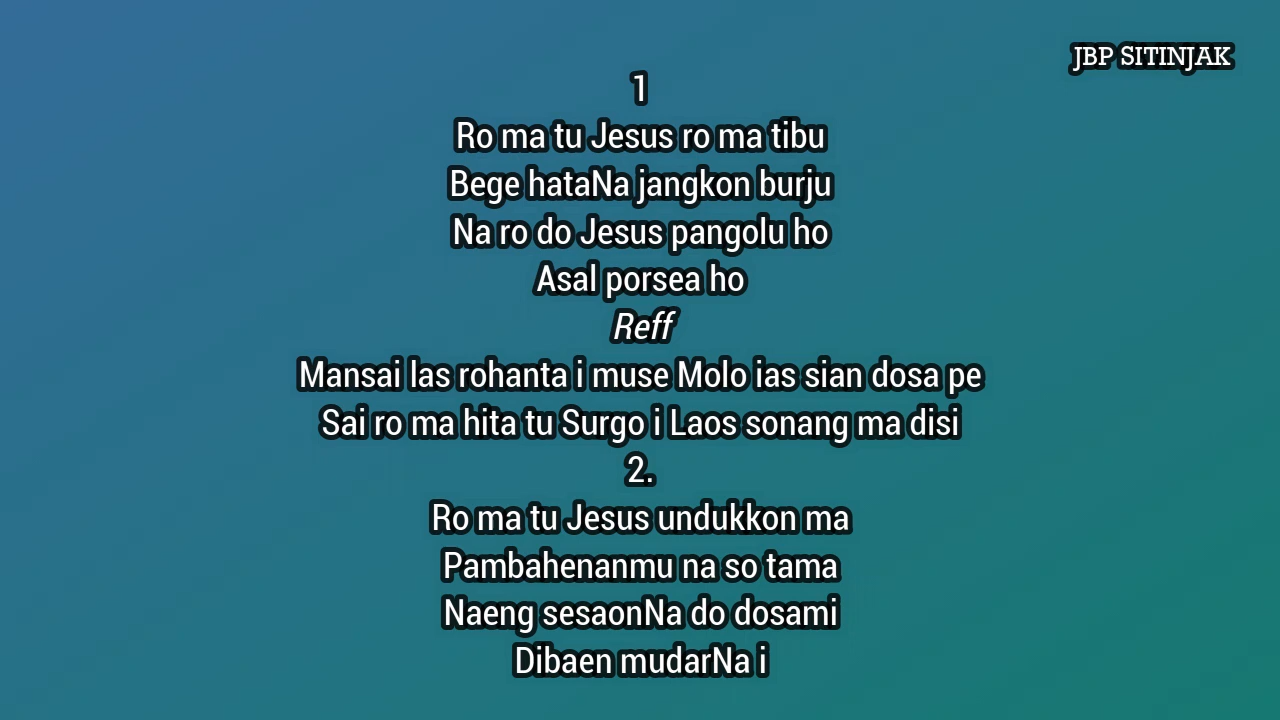 JBP SITINJAK
1
Ro ma tu Jesus ro ma tibu
Bege hataNa jangkon burju
Na ro do Jesus pangolu ho
Asal porsea ho
Reff
Mansai las rohanta i muse Molo ias sian dosa pe
Sai ro ma hita tu Surgo i Laos sonang ma disi
2.
Ro ma tu Jesus undukkon ma
Pambahenanmu na so tama
Naeng sesaonNa do dosami
Dibaen mudarNa i